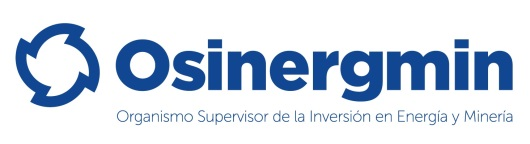 Osinergmin
Organismo Supervisor de la Inversión en Energía y Minería